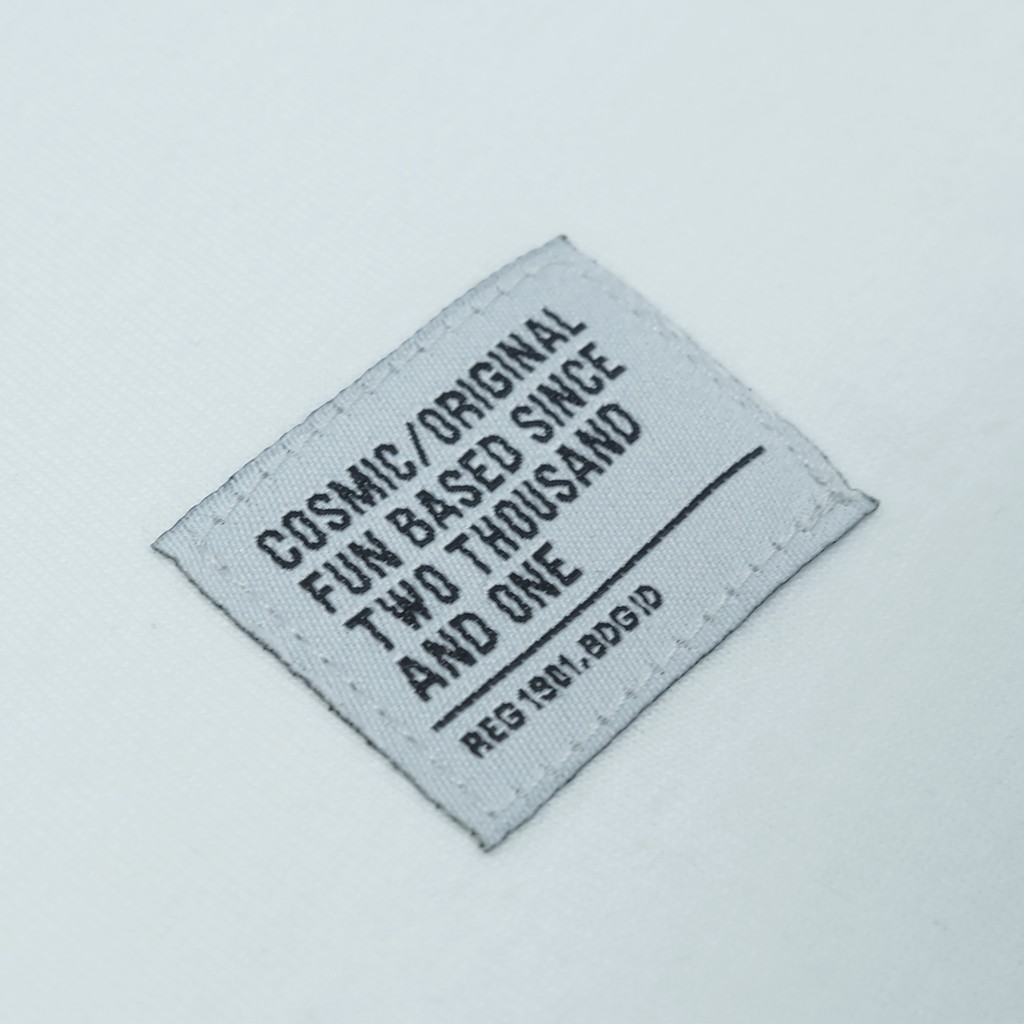 COSMIC/ORIGINAL
FUN BASED SINCE
TWO THOUSAND
AND ONE
REG 1901. BDG ID